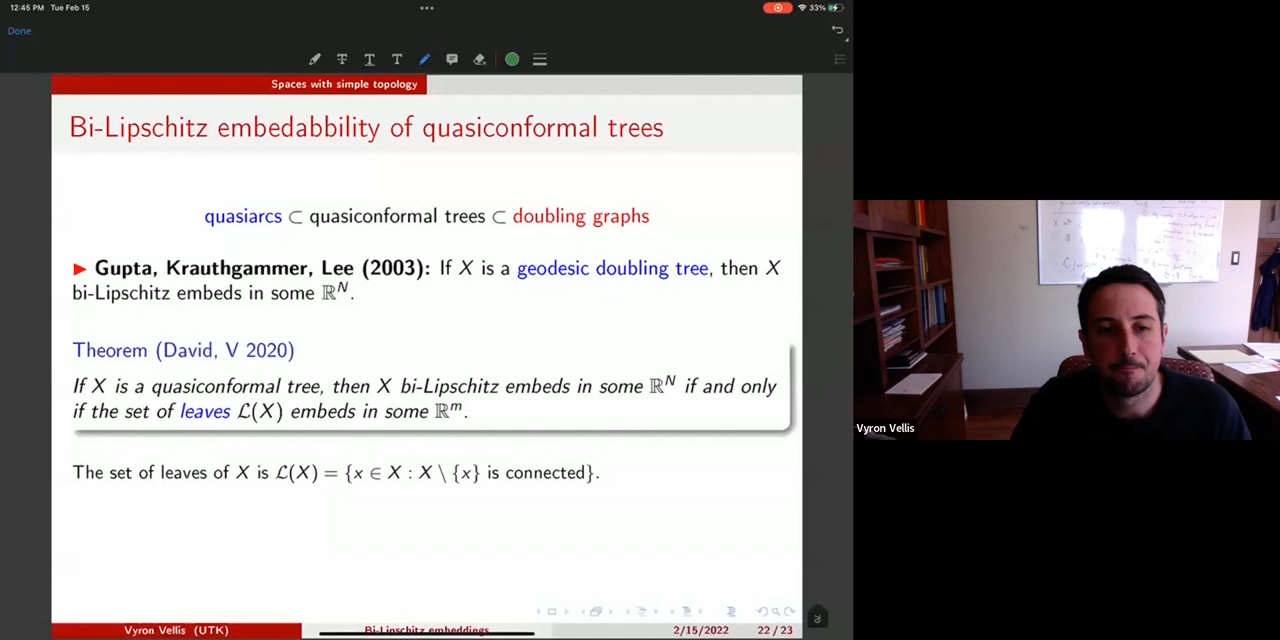 12:45 PM Tue Feb 15
33%
Done
Spaces with simple topology
Bi-Lipschitz embedabbility of quasiconformal trees
quasiarcs ⊂ quasiconformal trees ⊂ doubling graphs
▶ Gupta, Krauthgammer, Lee (2003): If X is a geodesic doubling tree, then X
bi-Lipschitz embeds in some ℝ^N.
Theorem (David, V 2020)
If X is a quasiconformal tree, then X bi-Lipschitz embeds in some ℝ^N if and only
if the set of leaves ℒ(X) embeds in some ℝ^m.
The set of leaves of X is ℒ(X) = {x ∈ X : X \ {x} is connected}.
Vyron Vellis (UTK)
Bi-Lipschitz embeddings
2/15/2022
22 / 23
Vyron Vellis